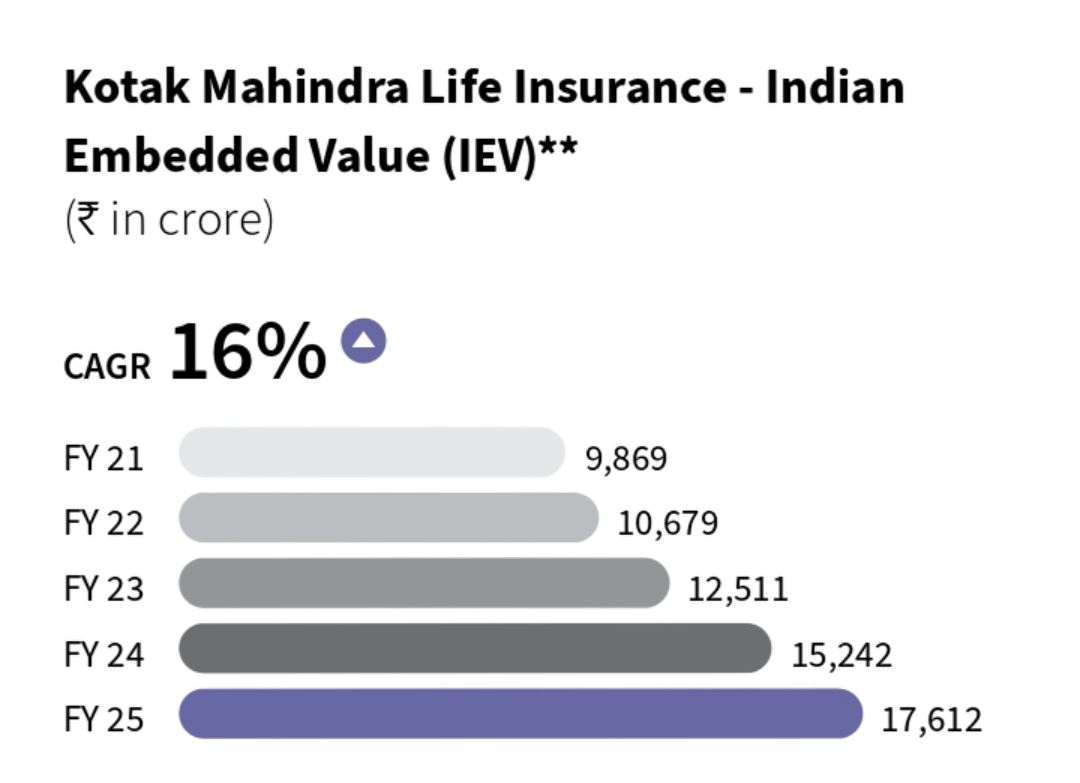 Kotak Mahindra Life Insurance - Indian
Embedded Value (IEV)**
(₹ in crore)
CAGR 16%
FY 21 9,869
FY 22 10,679
FY 23 12,511
FY 24 15,242
FY 25 17,612